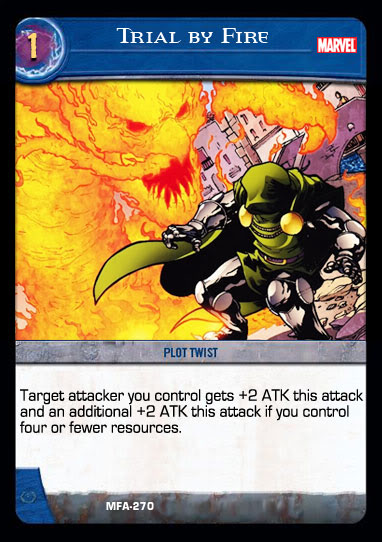 1
TRIAL BY FIRE
MARVEL
PLOT TWIST
Target attacker you control gets +2 ATK this attack
and an additional +2 ATK this attack if you control
four or fewer resources.
MFA-270